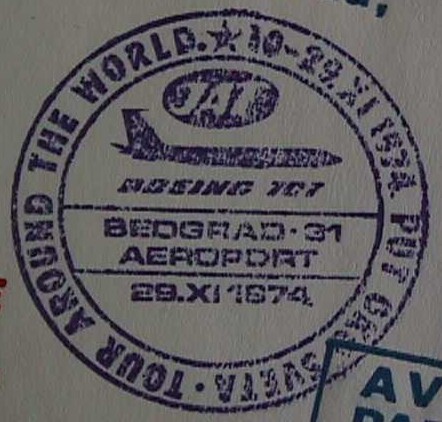 TOUR AROUND THE WORLD. ★ 10-29.XI 1974 PUT OKO SVETA ·
JAT
BOEING 707
BEOGRAD·31
AEROPORT
29.XI 1974
AV